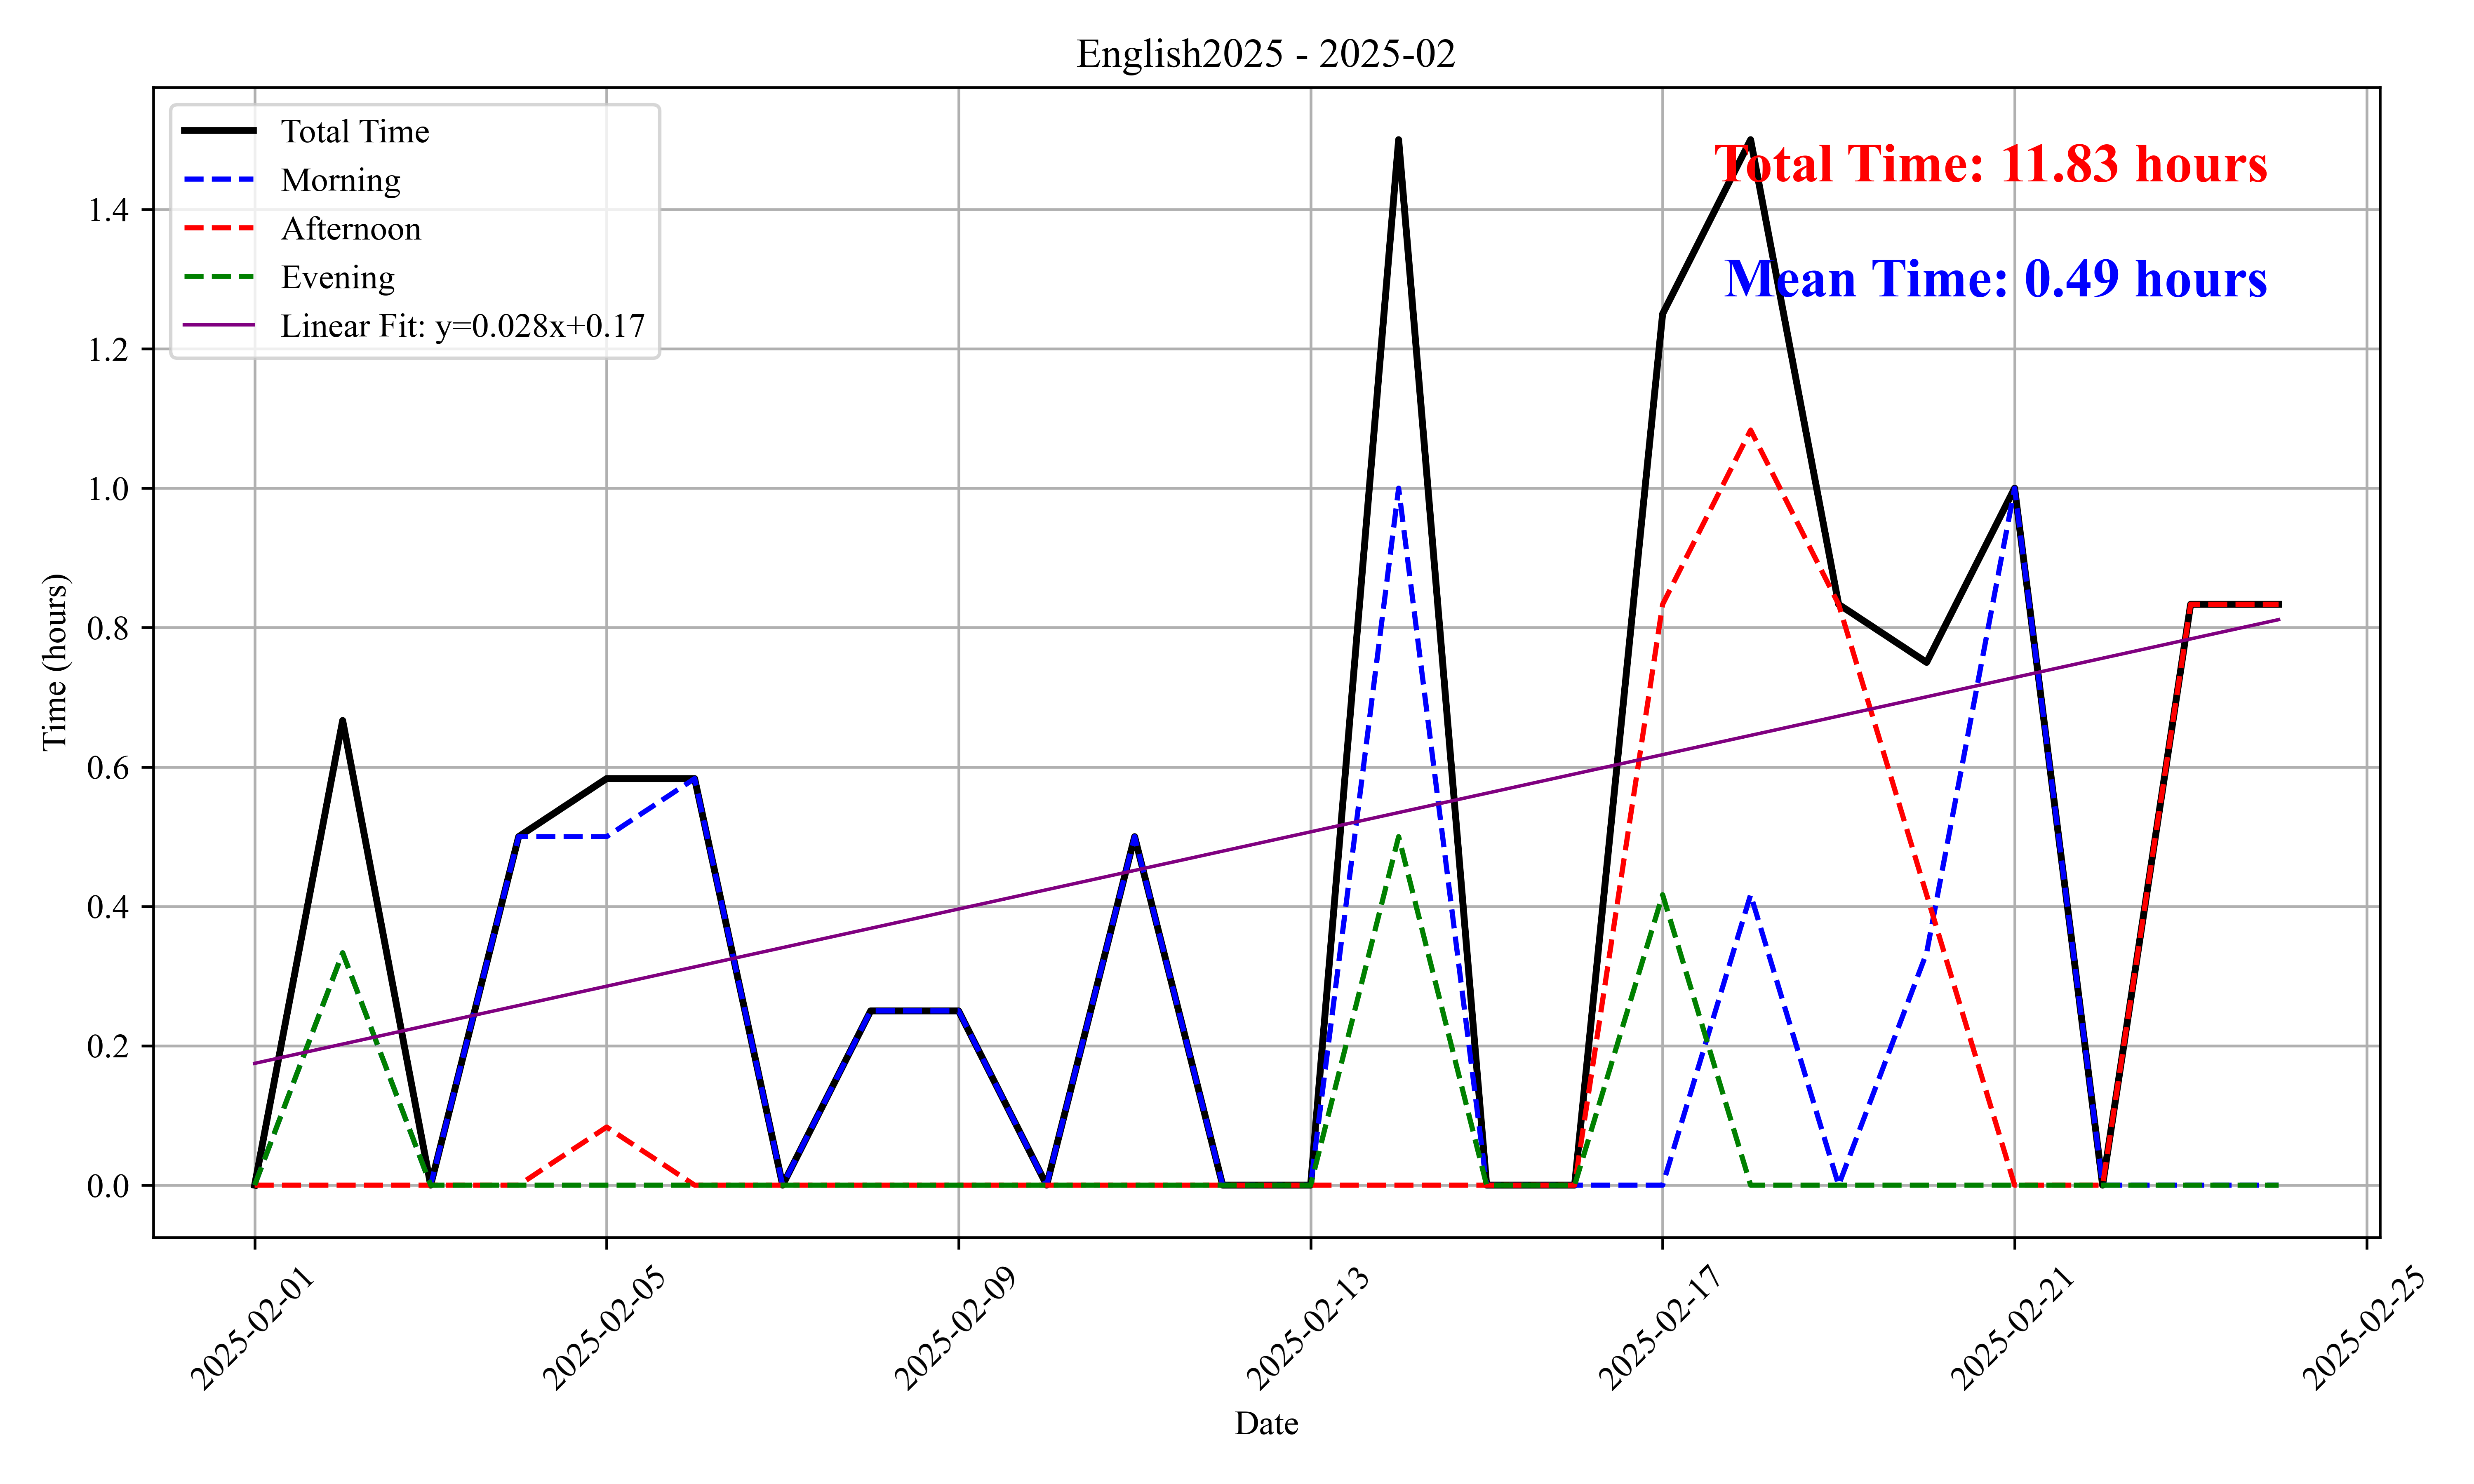 English2025 - 2025-02
Total Time
Morning
Afternoon
Evening
Linear Fit: y=0.028x+0.17
Total Time: 11.83 hours
Mean Time: 0.49 hours
Time (hours)
1.4
1.2
1.0
0.8
0.6
0.4
0.2
0.0
2025-02-01
2025-02-05
2025-02-09
2025-02-13
2025-02-17
2025-02-21
2025-02-25
Date